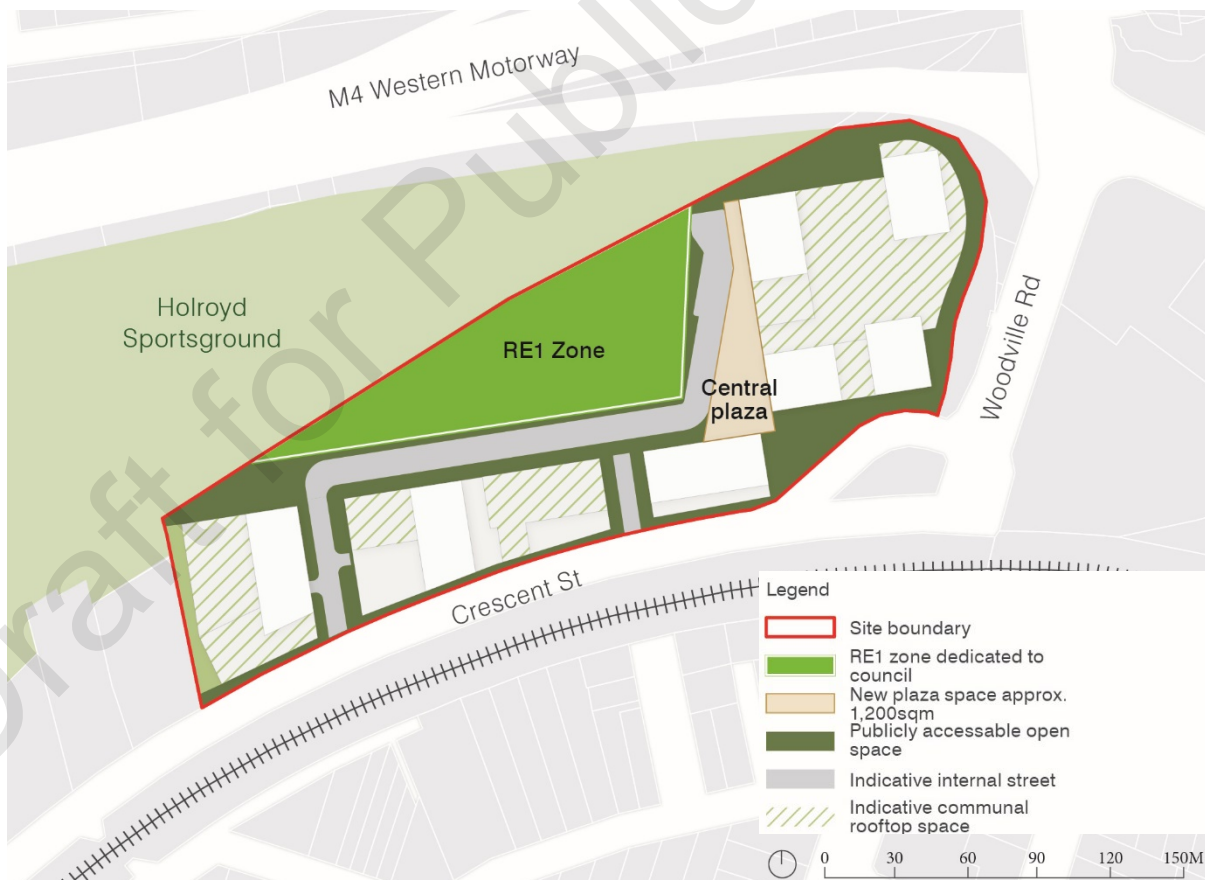 M4 Western Motorway
Holroyd
Sportsground
RE1 Zone
Central
plaza
Woodville Rd
Crescent St
Draft for Public
Legend
Site boundary
RE1 zone dedicated to
council
New plaza space approx.
1,200sqm
Publicly accessable open
space
Indicative internal street
Indicative communal
rooftop space
0 30 60 90 120 150M